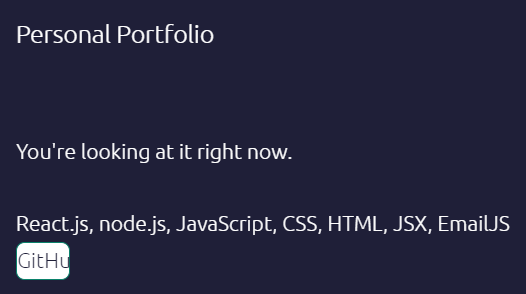 Personal Portfolio
You're looking at it right now.
React.js, node.js, JavaScript, CSS, HTML, JSX, EmailJS
GitHu